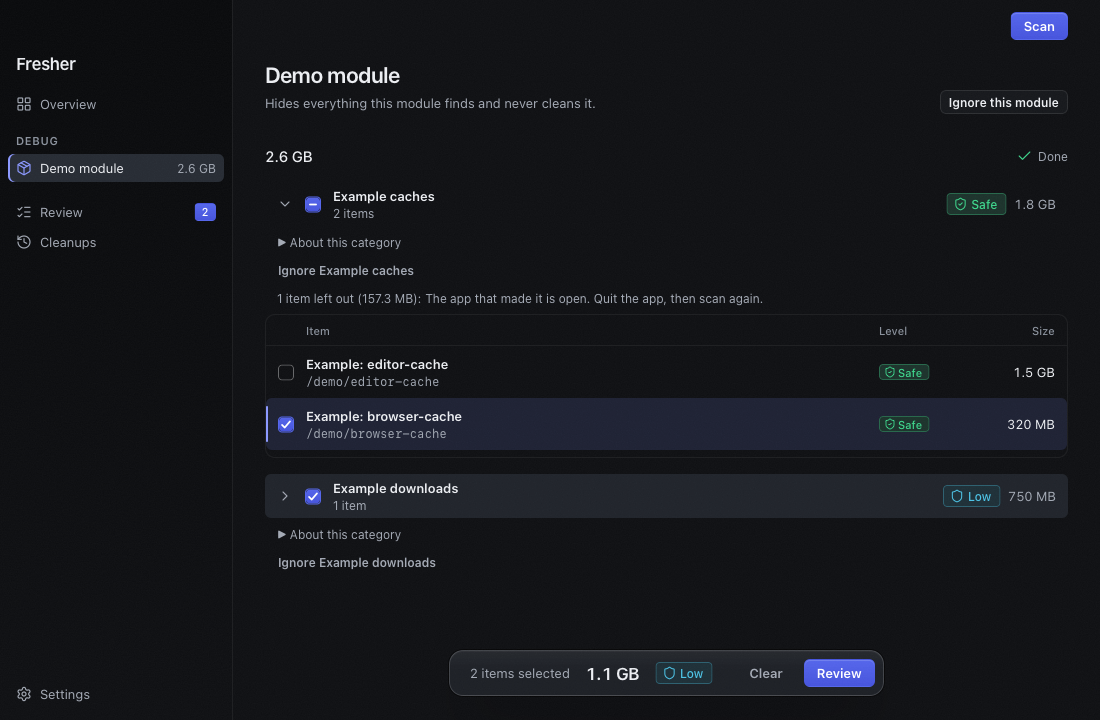 Scan
Fresher
Overview
DEBUG
Demo module 2.6 GB
Review 2
Cleanups
Settings
Demo module
Hides everything this module finds and never cleans it.
Ignore this module
2.6 GB
Done
Example caches
2 items
Safe 1.8 GB
About this category
Ignore Example caches
1 item left out (157.3 MB): The app that made it is open. Quit the app, then scan again.
Item Level Size
Example: editor-cache
/demo/editor-cache
Safe 1.5 GB
Example: browser-cache
/demo/browser-cache
Safe 320 MB
Example downloads
1 item
Low 750 MB
About this category
Ignore Example downloads
2 items selected 1.1 GB Low Clear Review